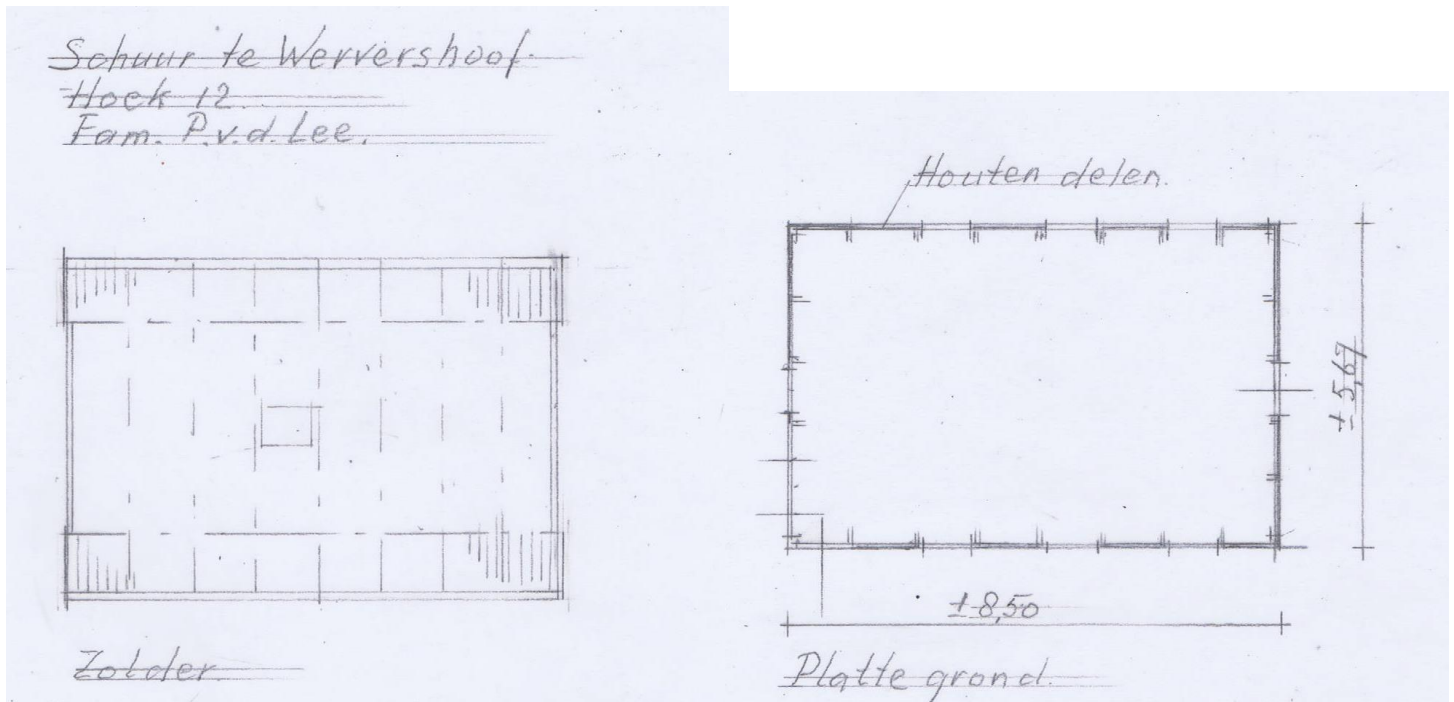 Schuur te Wervershoof.
Hoek 12.
Fam. P.v.d. Lee.
Houten delen.
± 5,67
± 8,50
Zolder.
Platte grond.